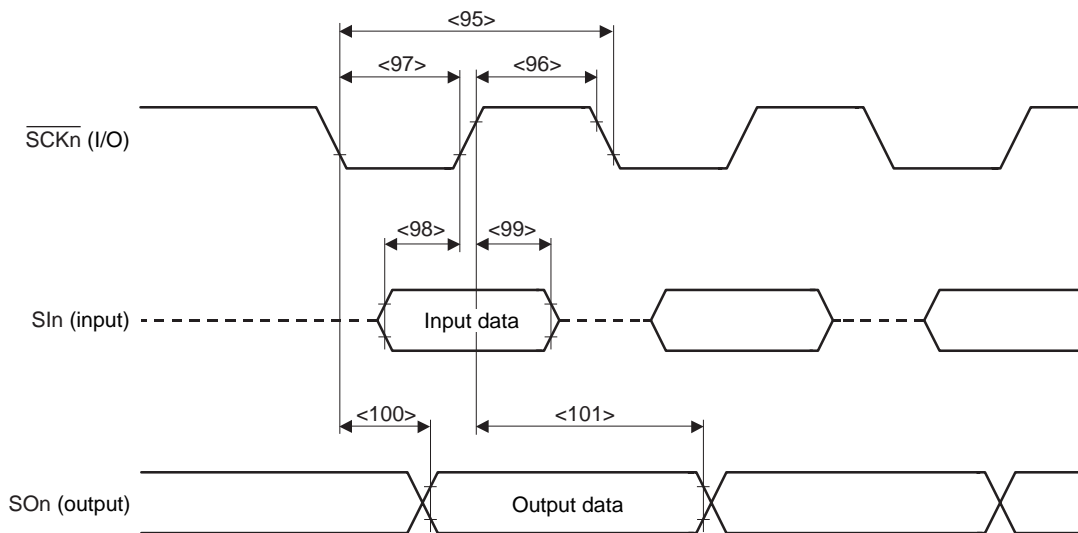 <95>
<97> <96>
SCKn (I/O)
<98> <99>
SIn (input) Input data
<100> <101>
SOn (output) Output data